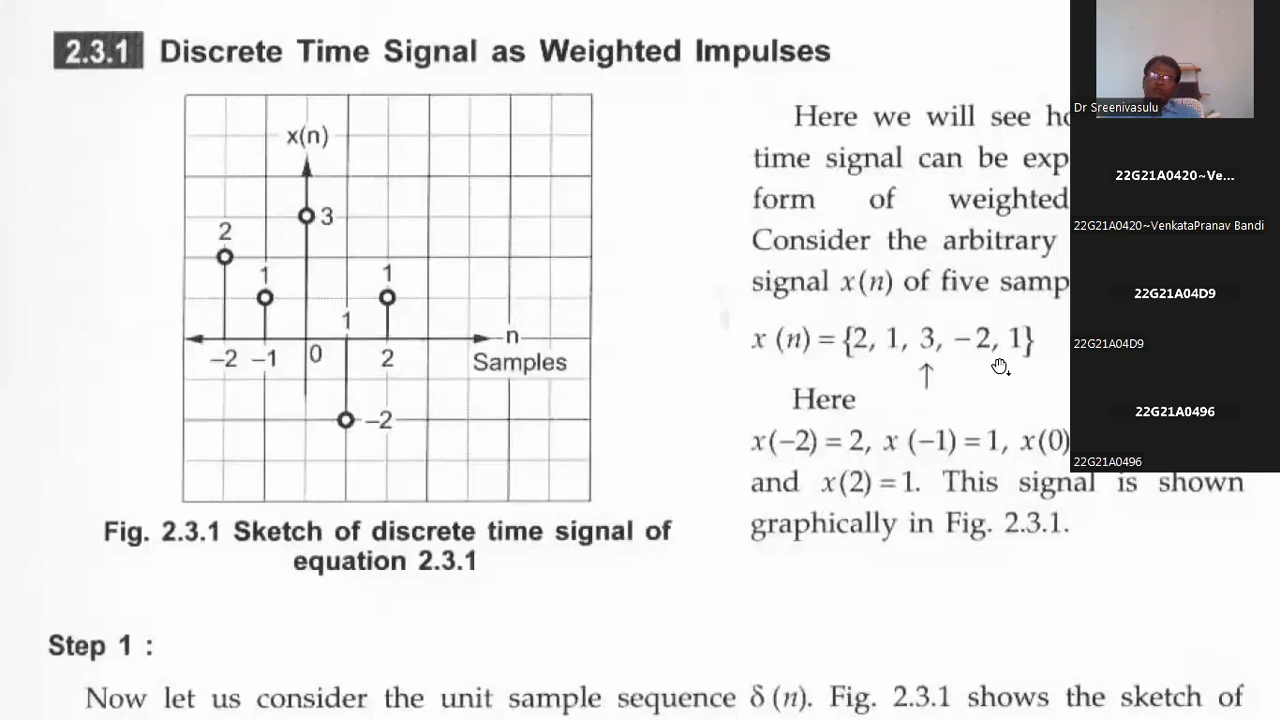 2.3.1 Discrete Time Signal as Weighted Impulses
x(n)
3
2
1
1
1
n
−2 −1 0 2 Samples
−2
Fig. 2.3.1 Sketch of discrete time signal of
equation 2.3.1
Here we will see
time signal can be
form of weighted
Consider the arbitrary
signal x(n) of five
x (n) = {2, 1, 3, −2, 1}
↑
Here
x(−2) = 2, x (−1) = 1, x(0)
and x(2) = 1. This signal is shown
graphically in Fig. 2.3.1.
Step 1 :
Now let us consider the unit sample sequence δ (n). Fig. 2.3.1 shows the sketch of
Dr Sreenivasulu
22G21A0420~Ve...
22G21A0420~VenkataPranav Bandi
22G21A04D9
22G21A04D9
22G21A0496
22G21A0496